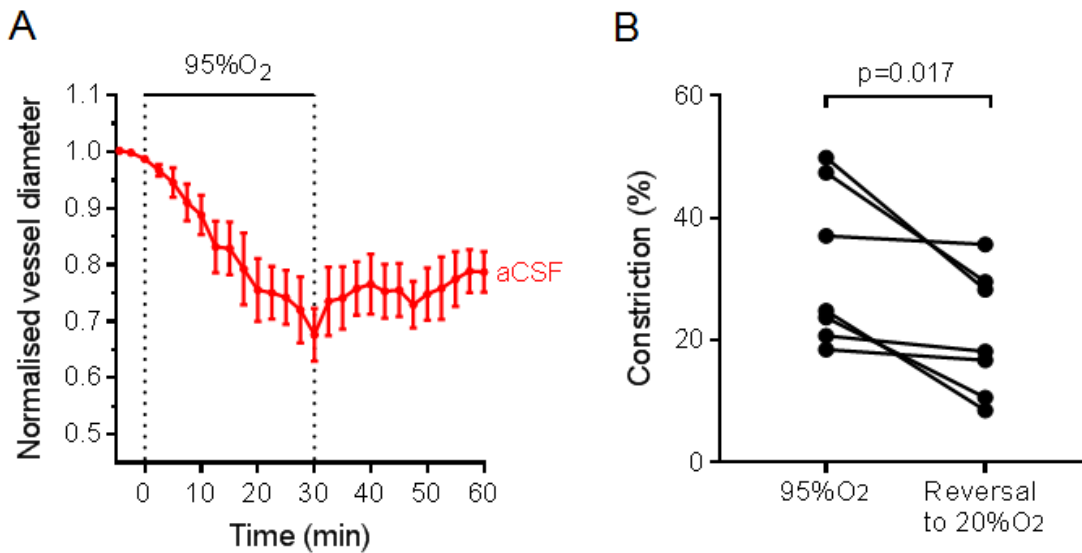 A
95%O₂
Normalised vessel diameter
1.1
1.0
0.9
0.8
0.7
0.6
0.5
aCSF
0
10
20
30
40
50
60
Time (min)
B
p=0.017
Constriction (%)
60
40
20
0
95%O₂
Reversal
to 20%O₂